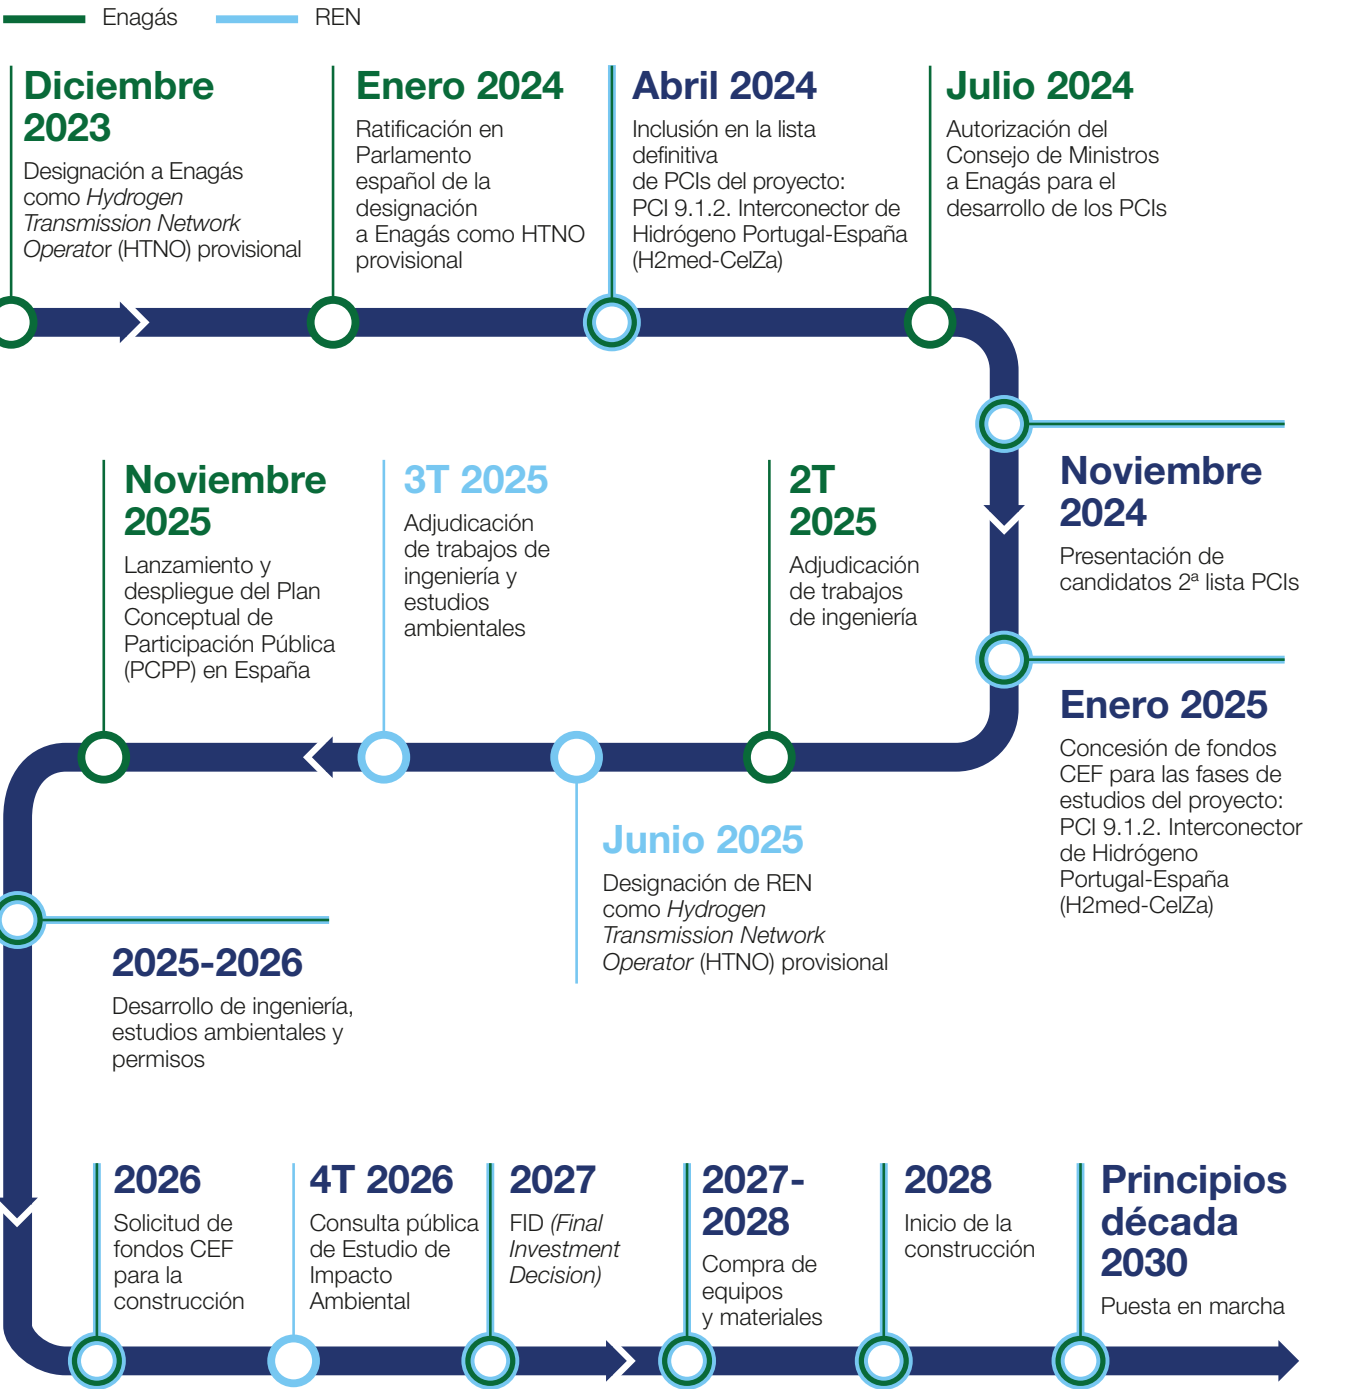 Enagás
REN
Diciembre
2023
Designación a Enagás
como Hydrogen
Transmission Network
Operator (HTNO) provisional
Enero 2024
Ratificación en
Parlamento
español de la
designación
a Enagás como HTNO
provisional
Abril 2024
Inclusión en la lista
definitiva
de PCIs del proyecto:
PCI 9.1.2. Interconector de
Hidrógeno Portugal-España
(H2med-CelZa)
Julio 2024
Autorización del
Consejo de Ministros
a Enagás para el
desarrollo de los PCIs
Noviembre
2024
Presentación de
candidatos 2ª lista PCIs
Enero 2025
Concesión de fondos
CEF para las fases de
estudios del proyecto:
PCI 9.1.2. Interconector
de Hidrógeno
Portugal-España
(H2med-CelZa)
2T
2025
Adjudicación
de trabajos
de ingeniería
Junio 2025
Designación de REN
como Hydrogen
Transmission Network
Operator (HTNO) provisional
3T 2025
Adjudicación
de trabajos de
ingeniería y
estudios
ambientales
Noviembre
2025
Lanzamiento y
despliegue del Plan
Conceptual de
Participación Pública
(PCPP) en España
2025-2026
Desarrollo de ingeniería,
estudios ambientales y
permisos
2026
Solicitud de
fondos CEF
para la
construcción
4T 2026
Consulta pública
de Estudio de
Impacto
Ambiental
2027
FID (Final
Investment
Decision)
2027-
2028
Compra de
equipos
y materiales
2028
Inicio de la
construcción
Principios
década
2030
Puesta en marcha